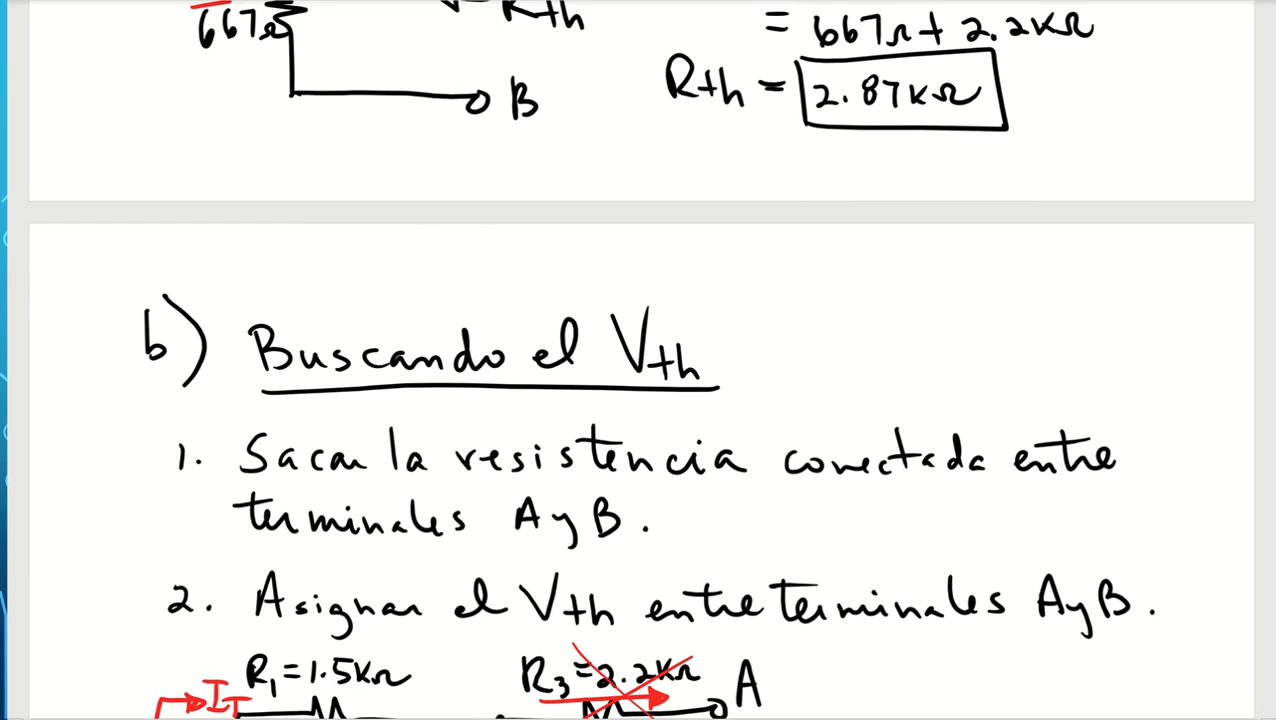 667Ω
Rth
= 667Ω + 2.2KΩ
B
Rth = 2.87KΩ
b) Buscando el Vth
1. Sacar la resistencia conectada entre
terminales A y B.
2. Asignar el Vth entre terminales A y B.
R1 = 1.5KΩ
R3 = 2.2KΩ
A
IT